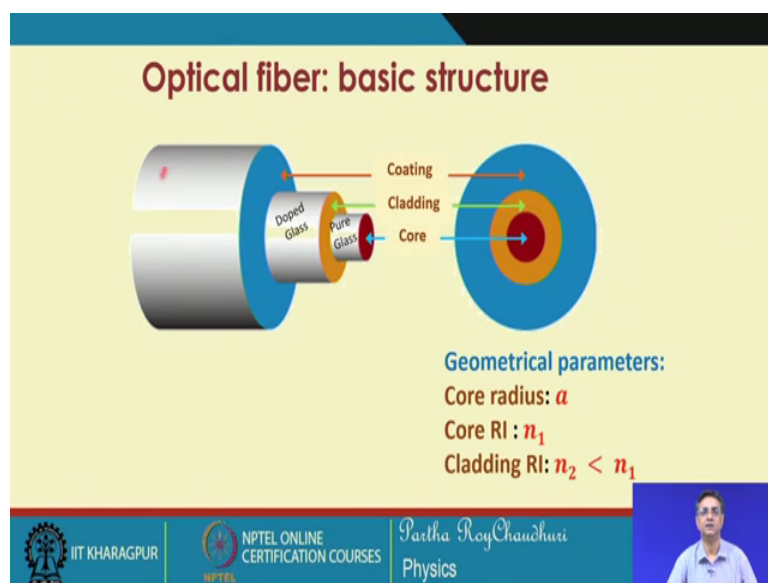 Optical fiber: basic structure
Coating
Cladding
Core
Doped
Glass
Pure
Glass
Geometrical parameters:
Core radius: a
Core RI : n₁
Cladding RI: n₂ < n₁
IIT KHARAGPUR
NPTEL
NPTEL ONLINE
CERTIFICATION COURSES
Partha RoyChaudhuri
Physics